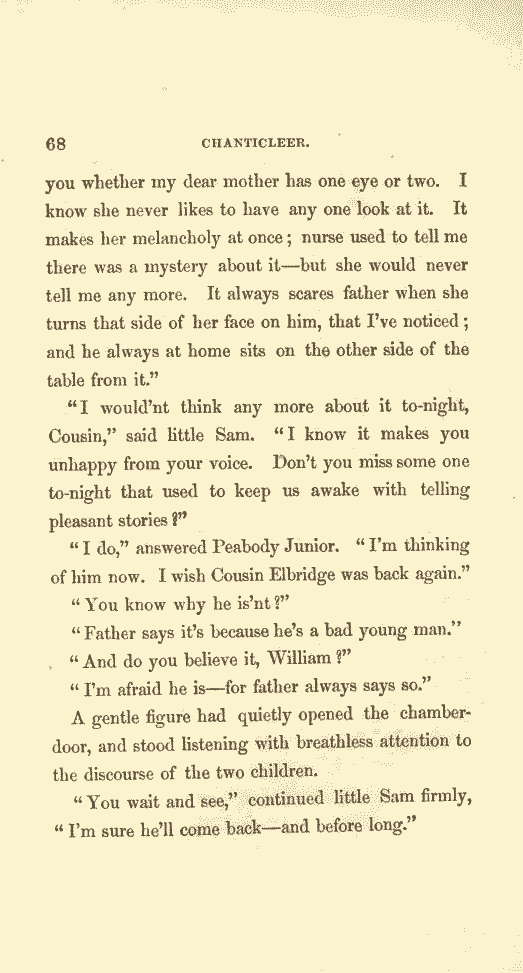 68 CHANTICLEER.
you whether my dear mother has one eye or two. I
know she never likes to have any one look at it. It
makes her melancholy at once; nurse used to tell me
there was a mystery about it—but she would never
tell me any more. It always scares father when she
turns that side of her face on him, that I've noticed;
and he always at home sits on the other side of the
table from it.”
“I would'nt think any more about it to-night,
Cousin,” said little Sam. “I know it makes you
unhappy from your voice. Don't you miss some one
to-night that used to keep us awake with telling
pleasant stories?”
“I do,” answered Peabody Junior. “I'm thinking
of him now. I wish Cousin Elbridge was back again.”
“You know why he is'nt?”
“Father says it's because he's a bad young man.”
“And do you believe it, William?”
“I'm afraid he is—for father always says so.”
A gentle figure had quietly opened the chamber-
door, and stood listening with breathless attention to
the discourse of the two children.
“You wait and see,” continued little Sam firmly,
“I'm sure he'll come back—and before long.”